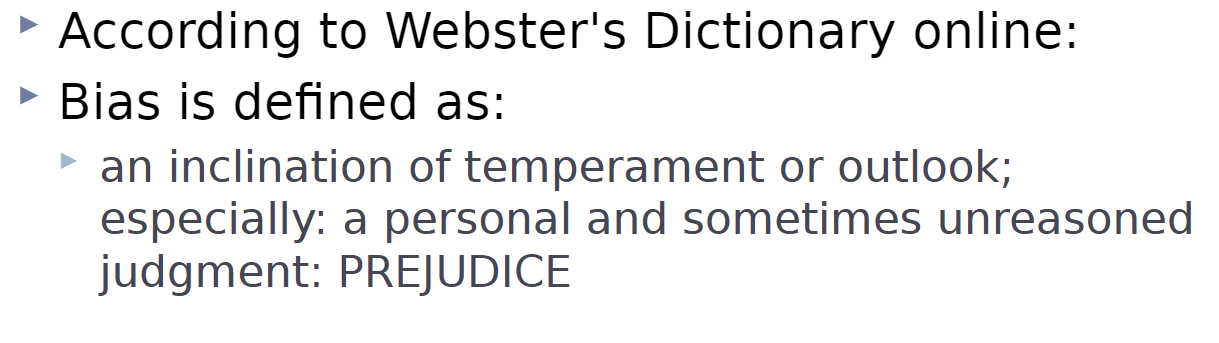 According to Webster's Dictionary online:
Bias is defined as:
an inclination of temperament or outlook;
especially: a personal and sometimes unreasoned
judgment: PREJUDICE